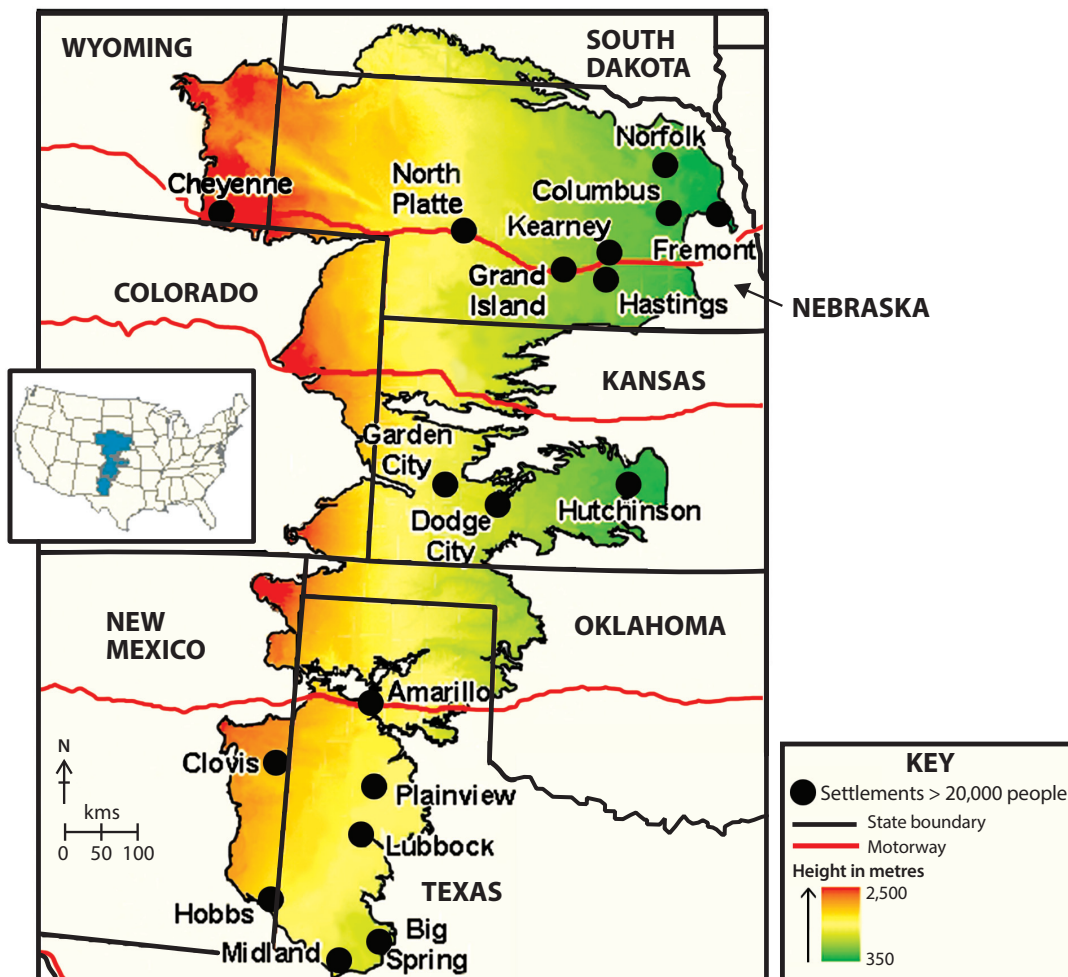 WYOMING
SOUTH
DAKOTA
Norfolk
Cheyenne
North
Platte
Columbus
Kearney
Fremont
Grand
Island
Hastings
COLORADO
NEBRASKA
KANSAS
Garden
City
Dodge
City
Hutchinson
NEW
MEXICO
OKLAHOMA
Amarillo
Clovis
Plainview
Lubbock
N
kms
0 50 100
TEXAS
Hobbs
Midland
Big
Spring
KEY
Settlements > 20,000 people
State boundary
Motorway
Height in metres
2,500
350